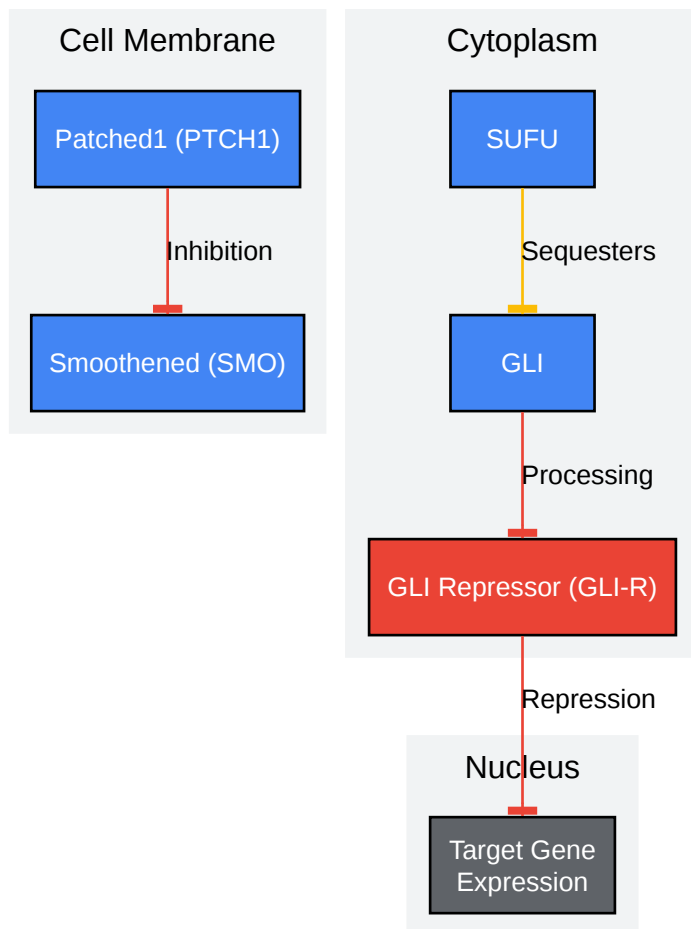 Cell Membrane
Patched1 (PTCH1)
Inhibition
Smoothened (SMO)
Cytoplasm
SUFU
Sequesters
GLI
Processing
GLI Repressor (GLI-R)
Repression
Nucleus
Target Gene
Expression